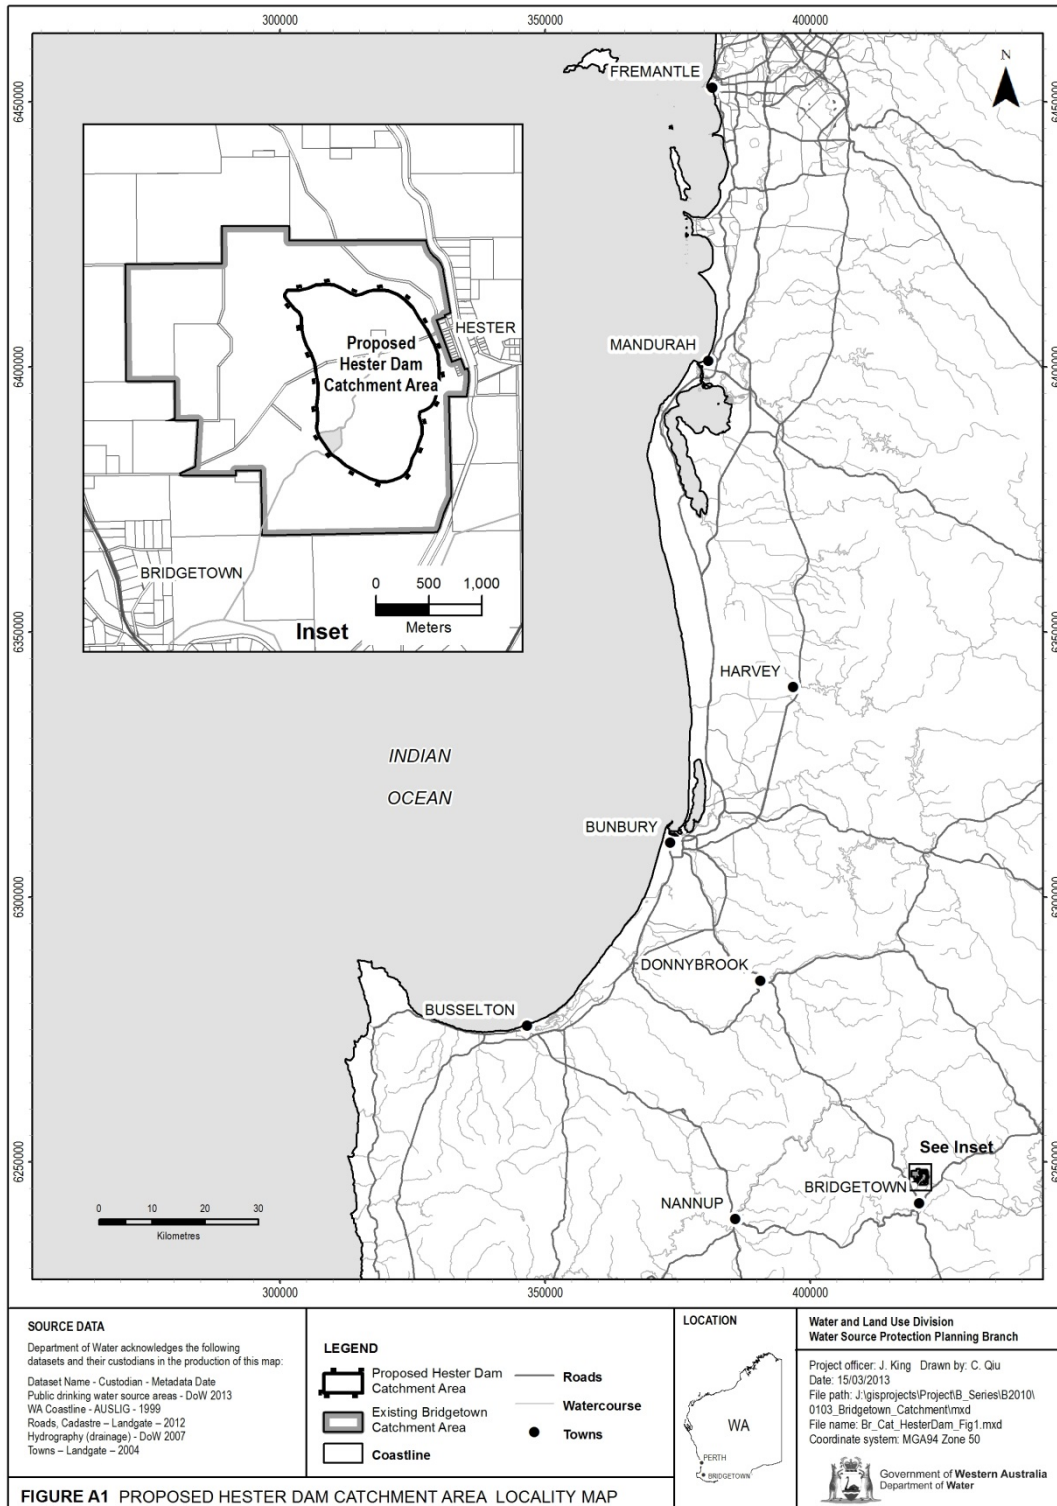 300000
350000
400000
N
FREMANTLE
6450000
6450000
HESTER
Proposed
Hester Dam
Catchment Area
MANDURAH
6400000
6400000
BRIDGETOWN
0 500 1,000
Meters
Inset
6350000
6350000
HARVEY
INDIAN
OCEAN
BUNBURY
6300000
6300000
DONNYBROOK
BUSSELTON
See Inset
6250000
6250000
BRIDGETOWN
NANNUP
0 10 20 30
Kilometres
300000
350000
400000
SOURCE DATA
Department of Water acknowledges the following
datasets and their custodians in the production of this map:
Dataset Name - Custodian - Metadata Date
Public drinking water source areas - DoW 2013
WA Coastline - AUSLIG - 1999
Roads, Cadastre – Landgate – 2012
Hydrography (drainage) - DoW 2007
Towns – Landgate – 2004
LEGEND
Proposed Hester Dam
Catchment Area
Existing Bridgetown
Catchment Area
Coastline
Roads
Watercourse
Towns
LOCATION
WA
PERTH
BRIDGETOWN
Water and Land Use Division
Water Source Protection Planning Branch
Project officer: J. King Drawn by: C. Qiu
Date: 15/03/2013
File path: J:\gisprojects\Project\B_Series\B2010\
0103_Bridgetown_Catchment\mxd
File name: Br_Cat_HesterDam_Fig1.mxd
Coordinate system: MGA94 Zone 50
Government of Western Australia
Department of Water
FIGURE A1 PROPOSED HESTER DAM CATCHMENT AREA LOCALITY MAP